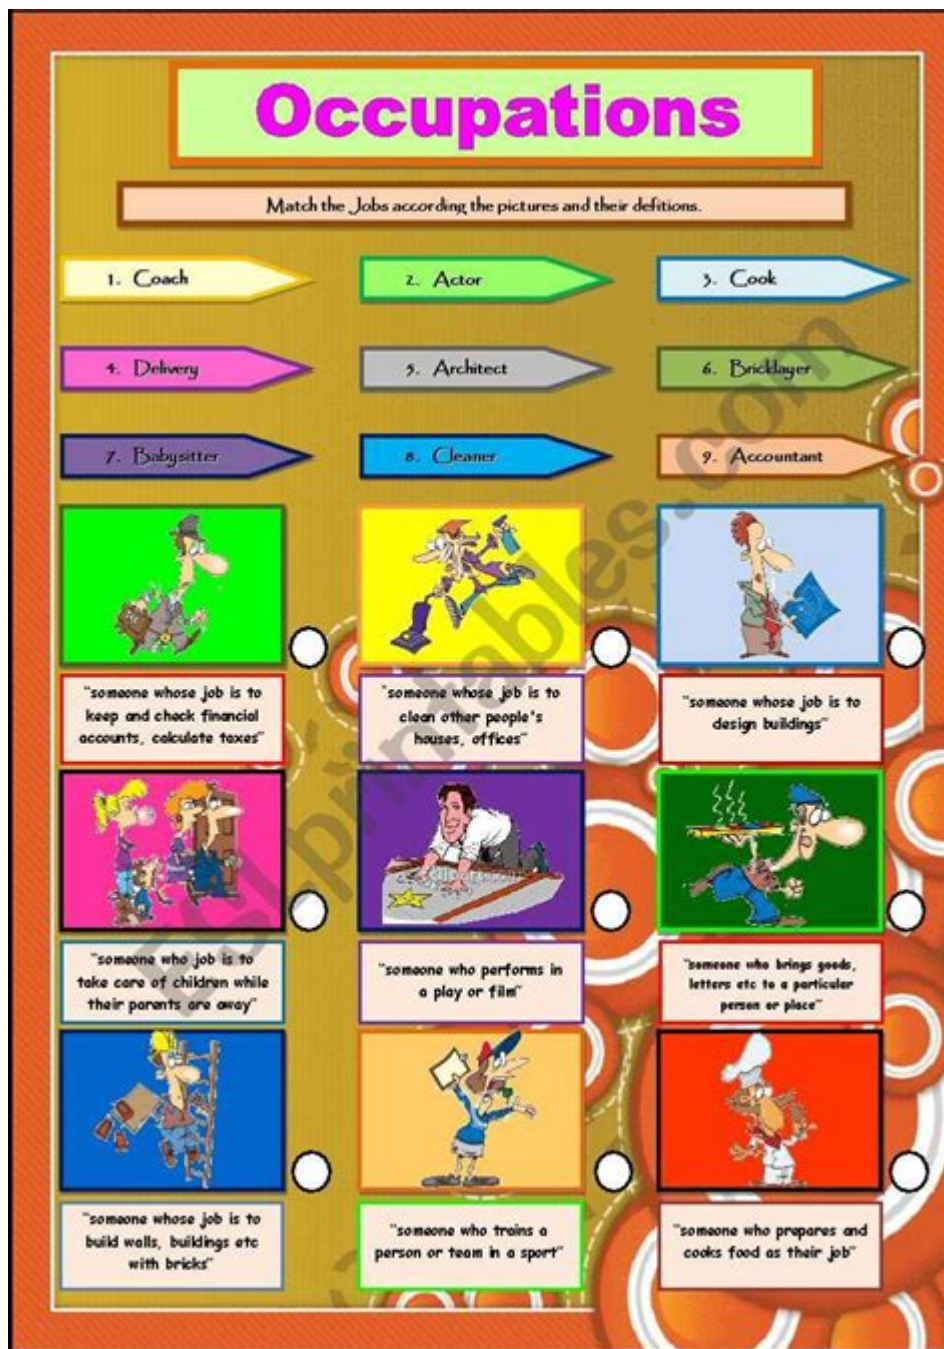 Occupations
Match the Jobs according the pictures and their defitions.
1. Coach
2. Actor
3. Cook
4. Delivery
5. Architect
6. Bricklayer
7. Babysitter
8. Cleaner
9. Accountant
"someone whose job is to
keep and check financial
accounts, calculate taxes"
"someone whose job is to
clean other people's
houses, offices"
"someone whose job is to
design buildings"
"someone who job is to
take care of children while
their parents are away"
"someone who performs in
a play or film"
"someone who brings goods,
letters etc to a particular
person or place"
"someone whose job is to
build walls, buildings etc
with bricks"
"someone who trains a
person or team in a sport"
"someone who prepares and
cooks food as their job"
ESLprintables.com